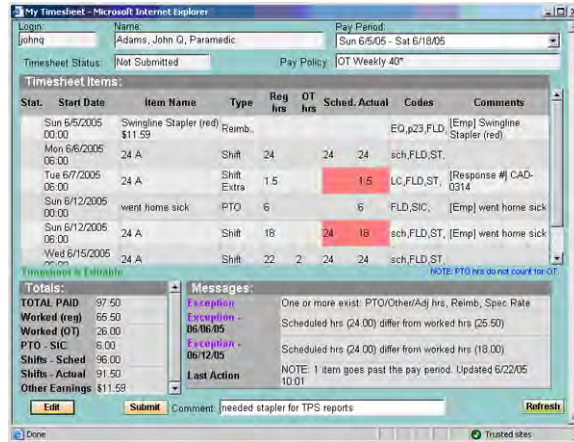 My Timesheet - Microsoft Internet Explorer
Login: Name: Pay Period:
johnq Adams, John Q, Paramedic Sun 6/5/05 - Sat 6/18/05
Timesheet Status: Not Submitted Pay Policy: OT Weekly 40*
Timesheet Items:
Stat. Start Date Item Name Type Reg hrs OT hrs Sched. Actual Codes Comments
Sun 6/5/2005 00:00 Swingline Stapler (red) $11.59 Reimb.. EQ,p23,FLD, [Emp] Swingline Stapler (red)
Mon 6/6/2005 06:00 24 A Shift 24 24 24 sch,FLD,ST,
Tue 6/7/2005 06:00 24 A Shift Extra 1.5 1.5 LC,FLD,ST, [Response #] CAD-0314
Sun 6/12/2005 06:00 went home sick PTO 6 6 FLD,SIC, [Emp] went home sick
Sun 6/12/2005 06:00 24 A Shift 18 24 18 sch,FLD,ST, [Emp] went home sick
Wed 6/15/2005 24 A Shift 22 2 24 24 sch,FLD,ST,
Timesheet is Editable NOTE: PTO hrs do not count for OT.
Totals:
TOTAL PAID 97.50
Worked (reg) 65.50
Worked (OT) 26.00
PTO - SIC 6.00
Shifts - Sched 96.00
Shifts - Actual 91.50
Other Earnings $11.59
Messages:
Exception One or more exist: PTO/Other/Adj hrs, Reimb, Spec Rate
Exception - 06/06/05 Scheduled hrs (24.00) differ from worked hrs (25.50)
Exception - 06/12/05 Scheduled hrs (24.00) differ from worked hrs (18.00)
Last Action NOTE: 1 item goes past the pay period. Updated 6/22/05 10:01
Edit Submit Comment: needed stapler for TPS reports Refresh
Done Trusted sites